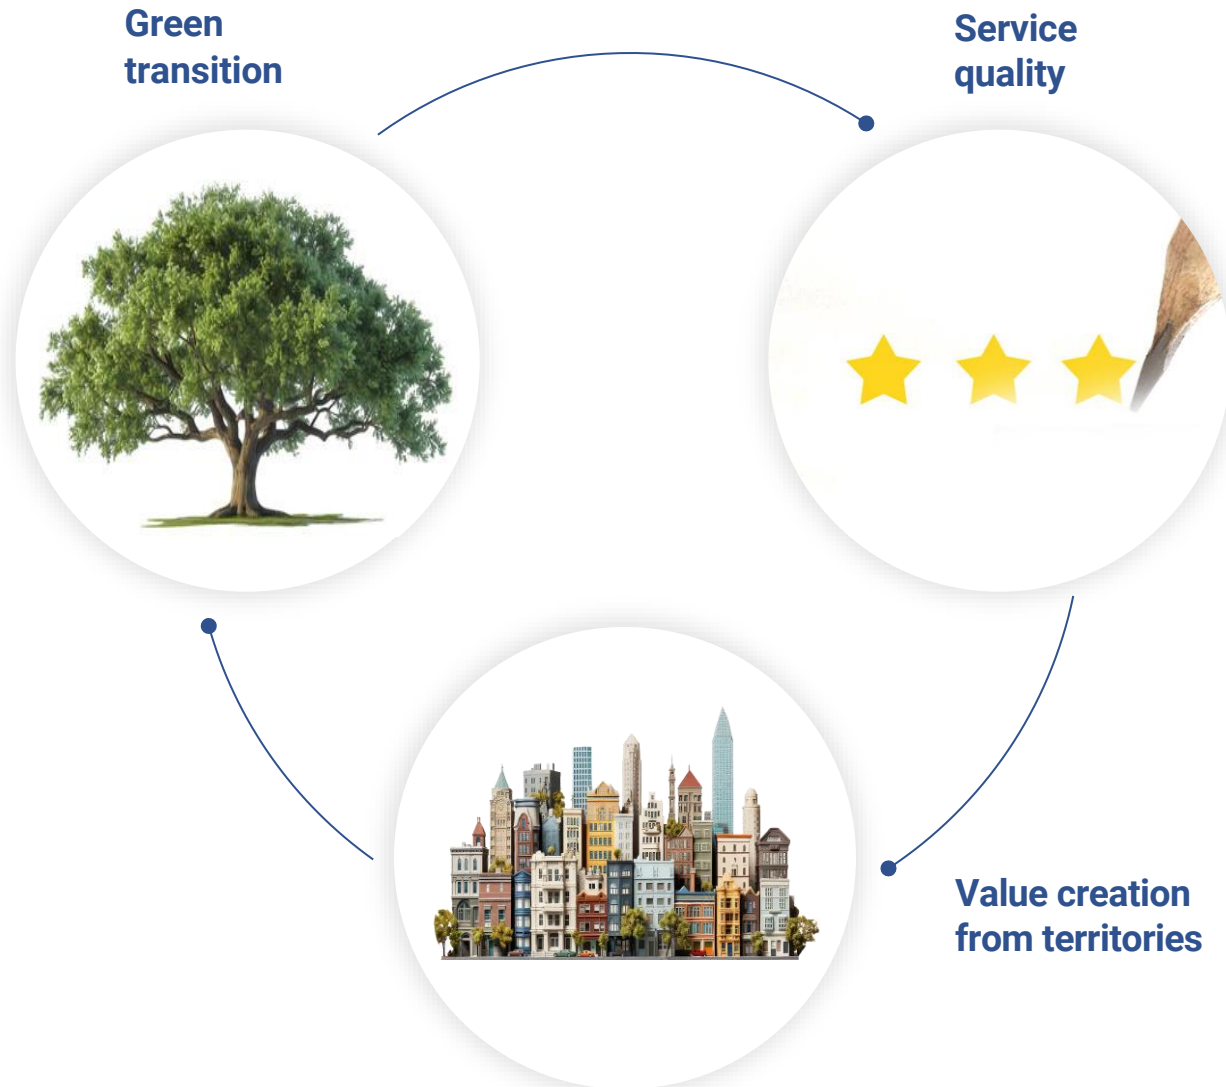 Green
transition
Service
quality
Value creation
from territories